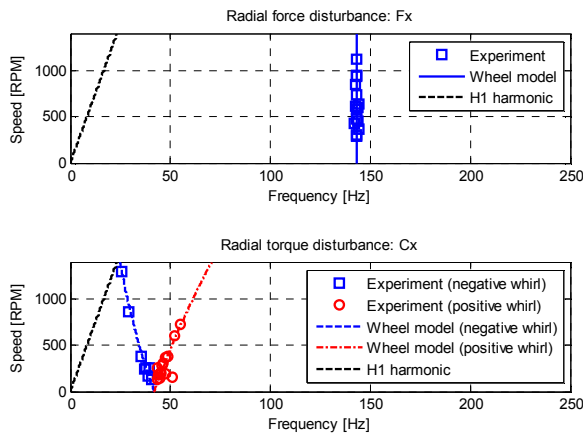 Radial force disturbance: Fx
Speed [RPM]
1000
500
0
0 50 100 150 200 250
Frequency [Hz]
Experiment
Wheel model
H1 harmonic
Radial torque disturbance: Cx
Speed [RPM]
1000
500
0
0 50 100 150 200 250
Frequency [Hz]
Experiment (negative whirl)
Experiment (positive whirl)
Wheel model (negative whirl)
Wheel model (positive whirl)
H1 harmonic